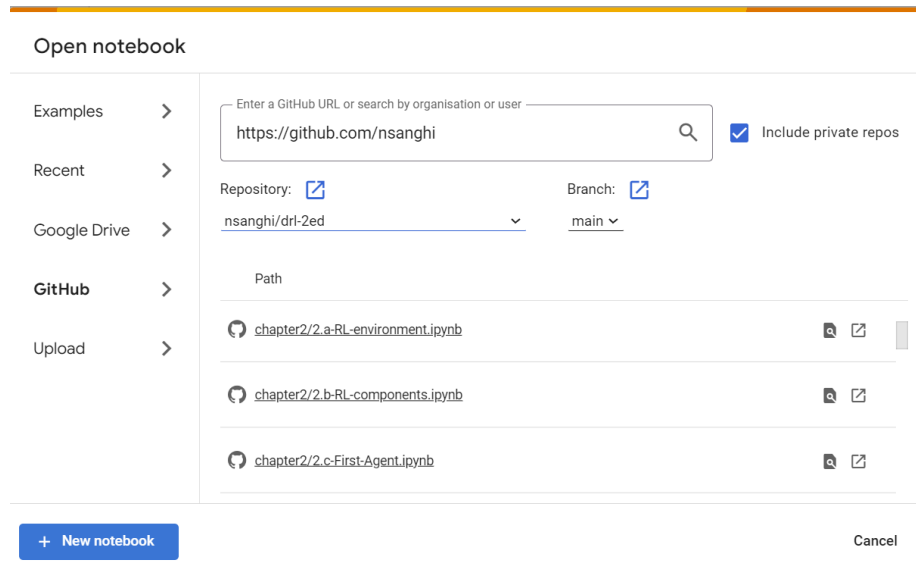 Open notebook
Examples
Recent
Google Drive
GitHub
Upload
Enter a GitHub URL or search by organisation or user
https://github.com/nsanghi
Include private repos
Repository:
Branch:
nsanghi/drl-2ed
main
Path
chapter2/2.a-RL-environment.ipynb
chapter2/2.b-RL-components.ipynb
chapter2/2.c-First-Agent.ipynb
+ New notebook
Cancel